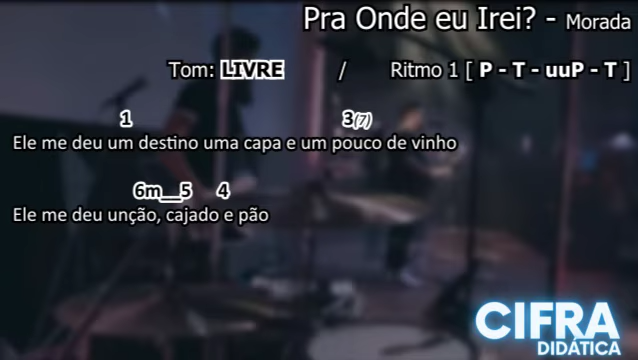 Pra Onde eu Irei? - Morada
Tom: LIVRE / Ritmo 1 [ P - T - uuP - T ]
1 3(7)
Ele me deu um destino uma capa e um pouco de vinho
6m__5 4
Ele me deu unção, cajado e pão
CIFRA
DIDÁTICA